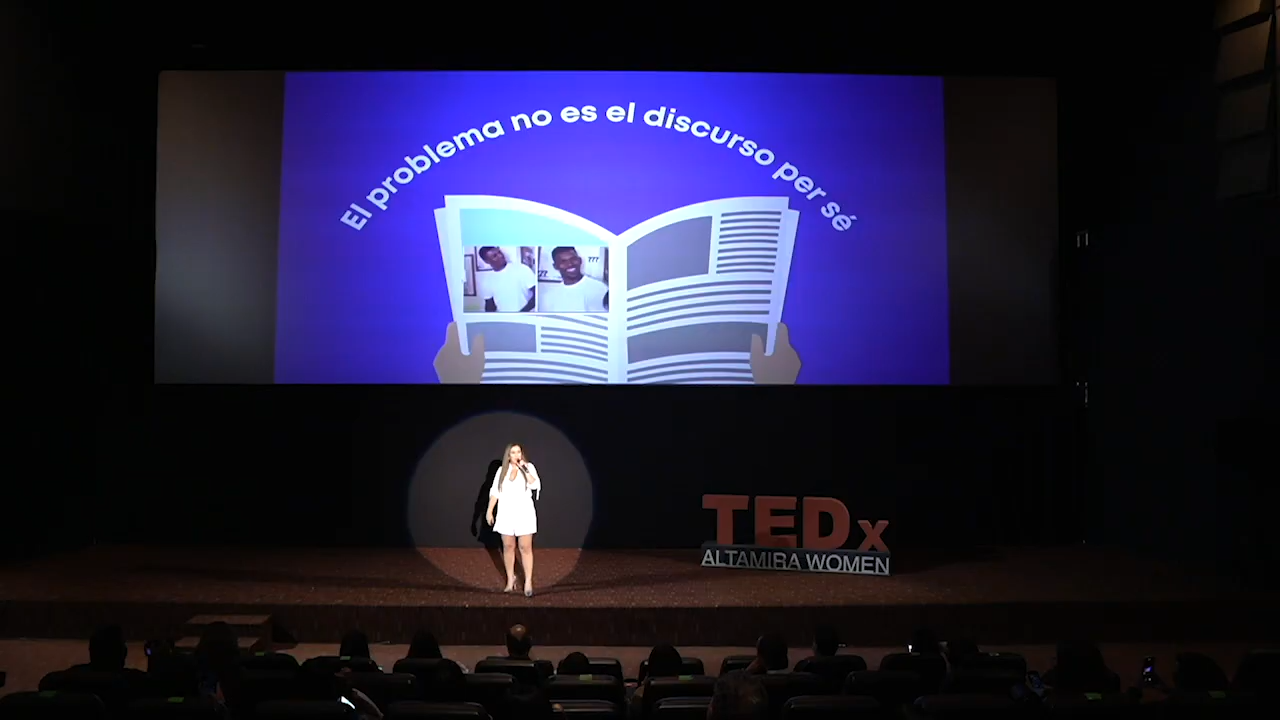 El problema no es el discurso per sé
???
???
TEDx
ALTAMIRA WOMEN